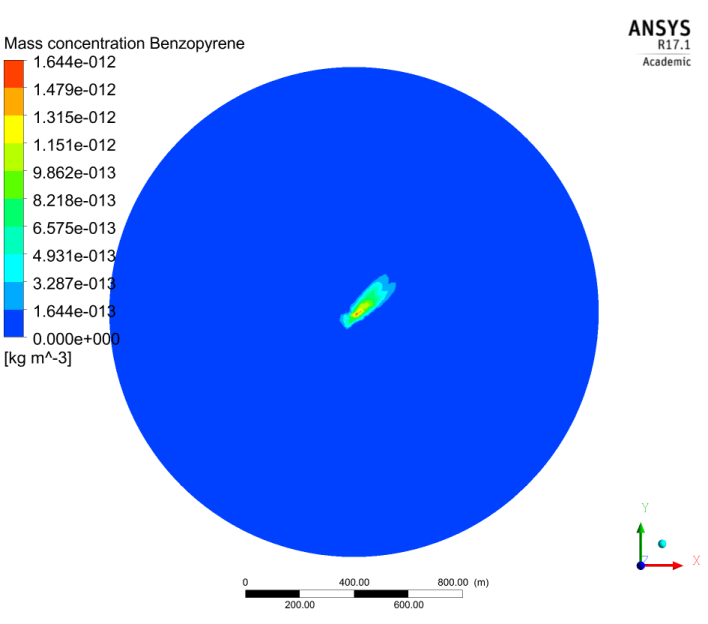 ANSYS
R17.1
Academic
Mass concentration Benzopyrene
1.644e-012
1.479e-012
1.315e-012
1.151e-012
9.862e-013
8.218e-013
6.575e-013
4.931e-013
3.287e-013
1.644e-013
0.000e+000
[kg m^-3]
Y
Z
X
0 400.00 800.00 (m)
200.00 600.00